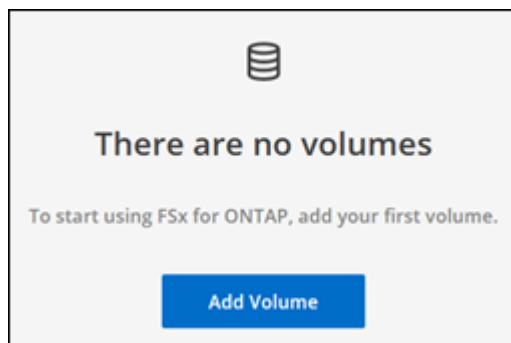 There are no volumes
To start using FSx for ONTAP, add your first volume.
Add Volume